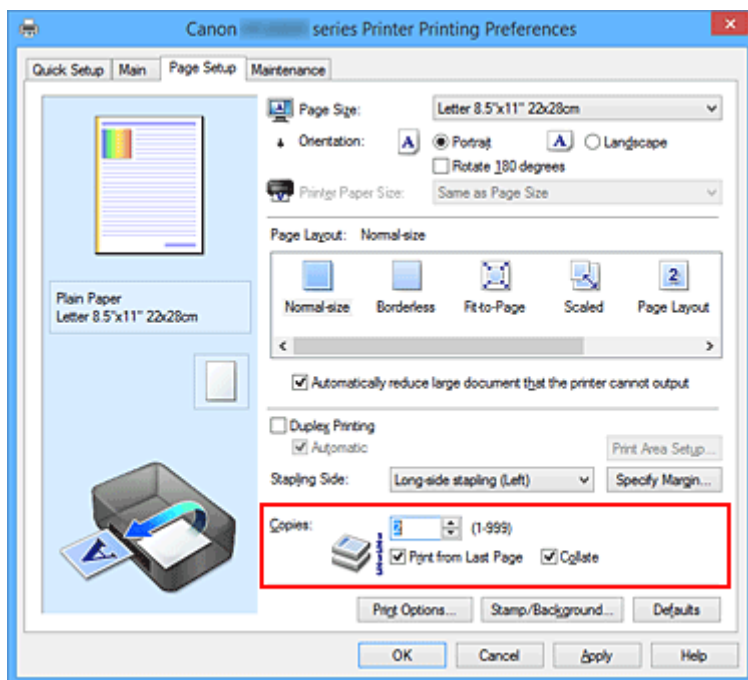 Canon series Printer Printing Preferences
Quick Setup Main Page Setup Maintenance
Page Size: Letter 8.5"x11" 22x28cm
Orientation: A Portrait A Landscape
Rotate 180 degrees
Printer Paper Size: Same as Page Size
Page Layout: Normal-size
2
Normal-size Borderless Fit-to-Page Scaled Page Layout
Plain Paper
Letter 8.5"x11" 22x28cm
Automatically reduce large document that the printer cannot output
Duplex Printing
Automatic Print Area Setup...
Stapling Side: Long-side stapling (Left) Specify Margin...
Copies: 2 (1-999)
Print from Last Page Collate
A
Print Options... Stamp/Background... Defaults
OK Cancel Apply Help